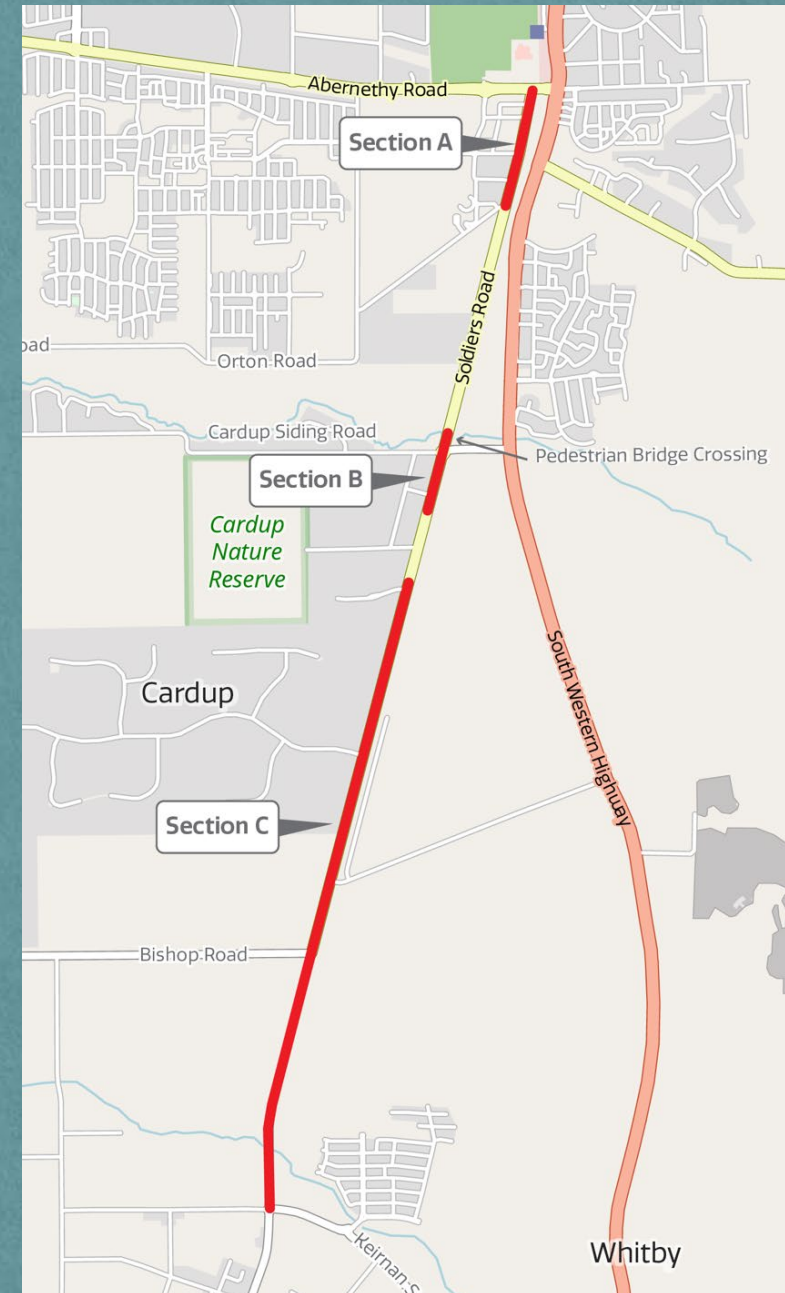 Abernethy Road
Section A
Soldiers Road
oad
Orton Road
Cardup Siding Road
Pedestrian Bridge Crossing
Section B
Cardup
Nature
Reserve
South Western Highway
Cardup
Section C
Bishop Road
Keirnan S
Whitby